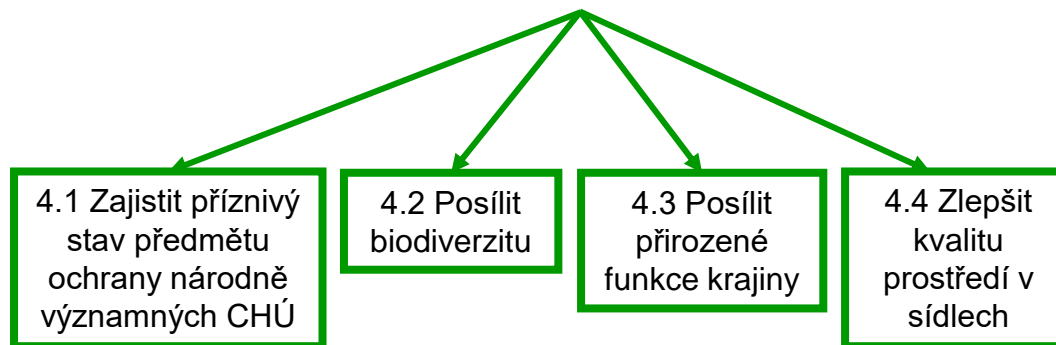 4.1 Zajistit příznivý
stav předmětu
ochrany národně
významných CHÚ
4.2 Posílit
biodiverzitu
4.3 Posílit
přirozené
funkce krajiny
4.4 Zlepšit
kvalitu
prostředí v
sídlech